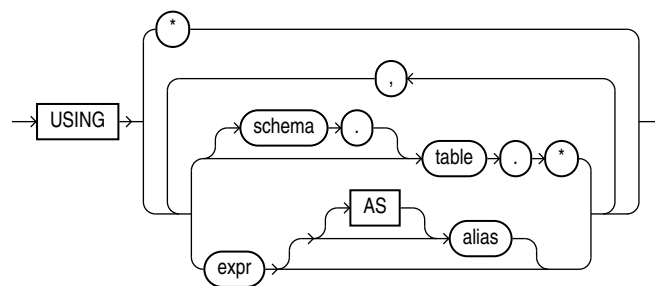 *
,
schema .
USING
table . *
AS
alias
expr